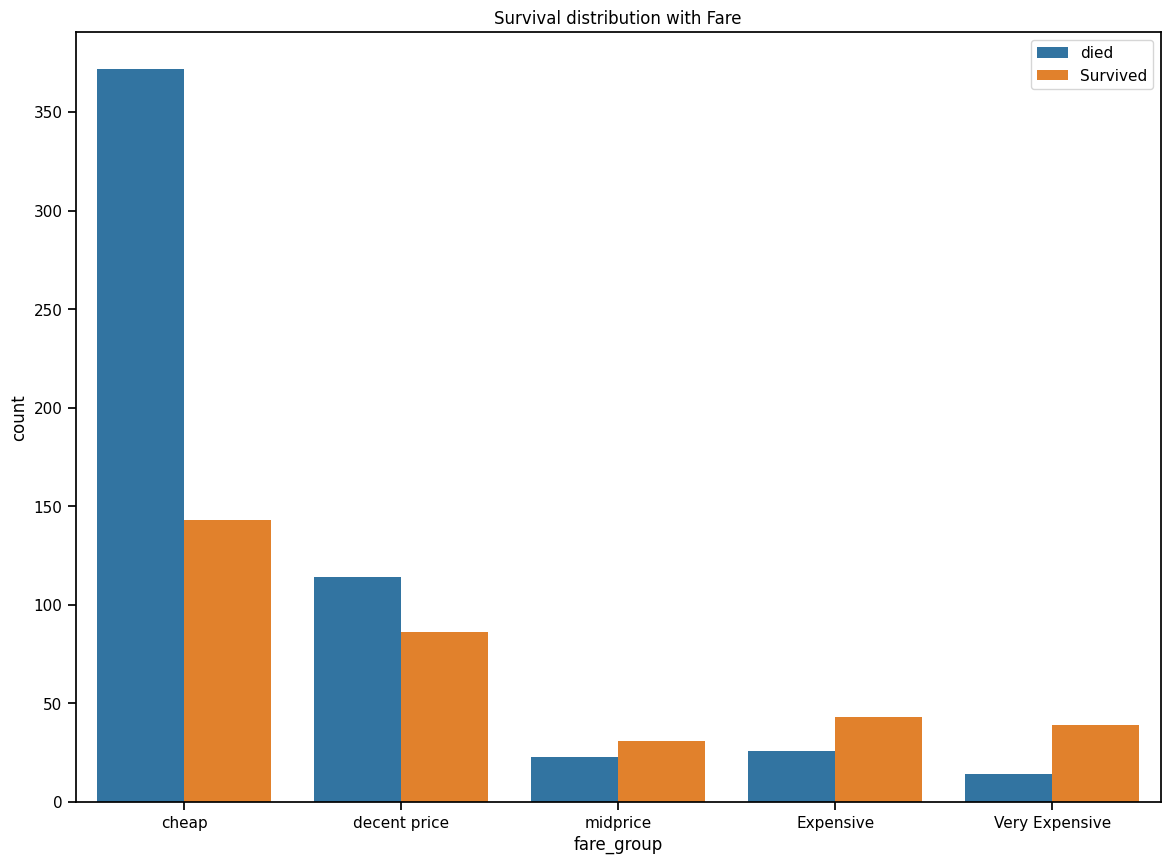 Survival distribution with Fare
died
Survived
350
300
250
200
150
100
50
0
count
cheap
decent price
midprice
Expensive
Very Expensive
fare_group